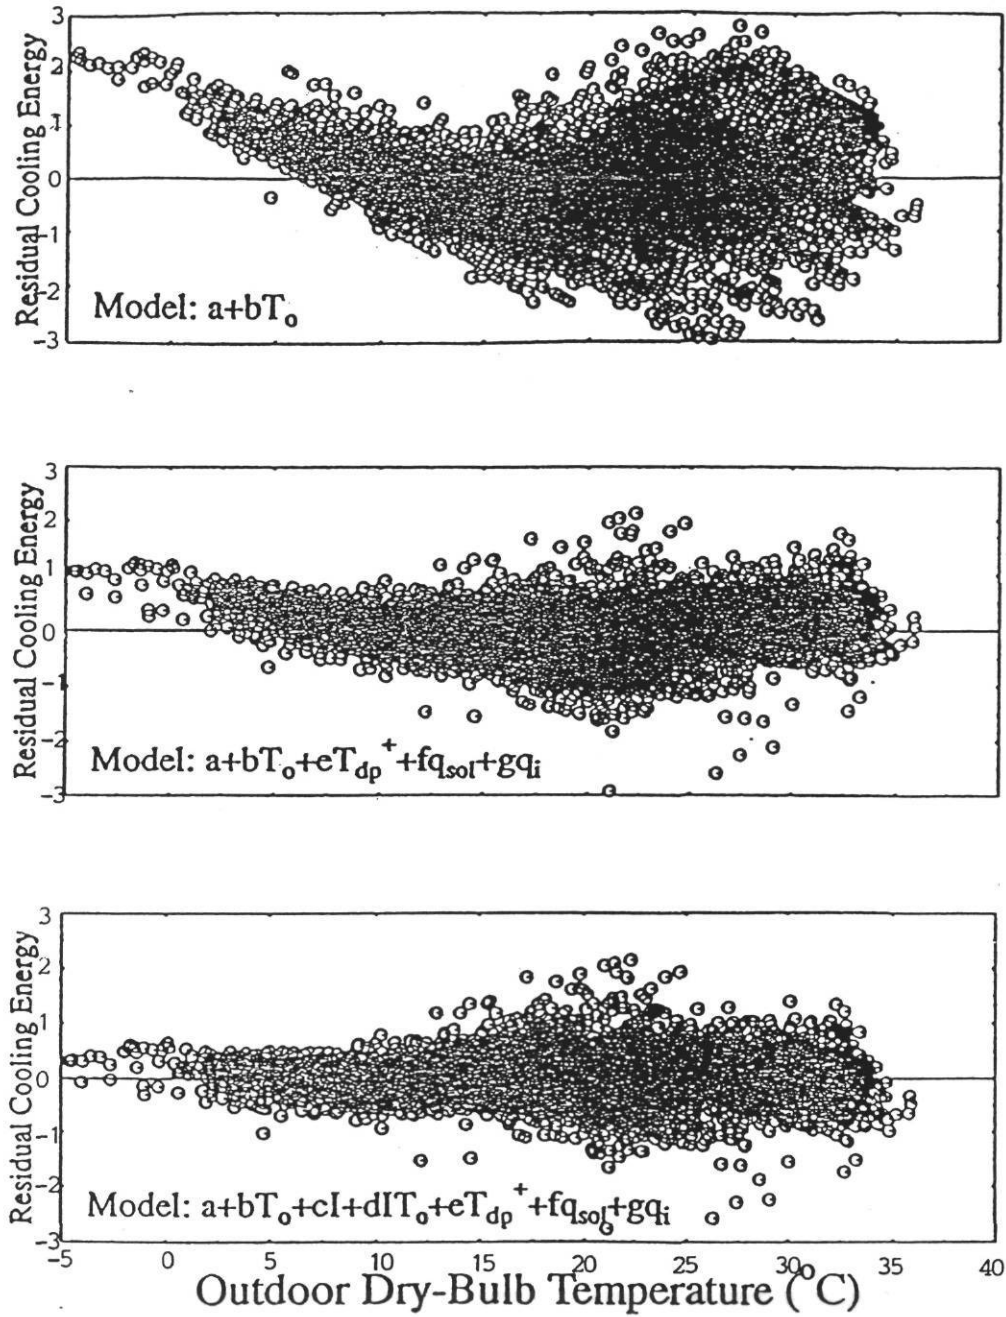 Residual Cooling Energy
3
2
1
0
-1
-2
-3
Model: a+bT₀
Residual Cooling Energy
3
2
1
0
-1
-2
-3
Model: a+bT₀+eT_dp⁺+fq_sol+gq_i
Residual Cooling Energy
3
2
1
0
-1
-2
-3
Model: a+bT₀+cI+dIT₀+eT_dp⁺+fq_sol+gq_i
-5 0 5 10 15 20 25 30 35 40
Outdoor Dry-Bulb Temperature (°C)